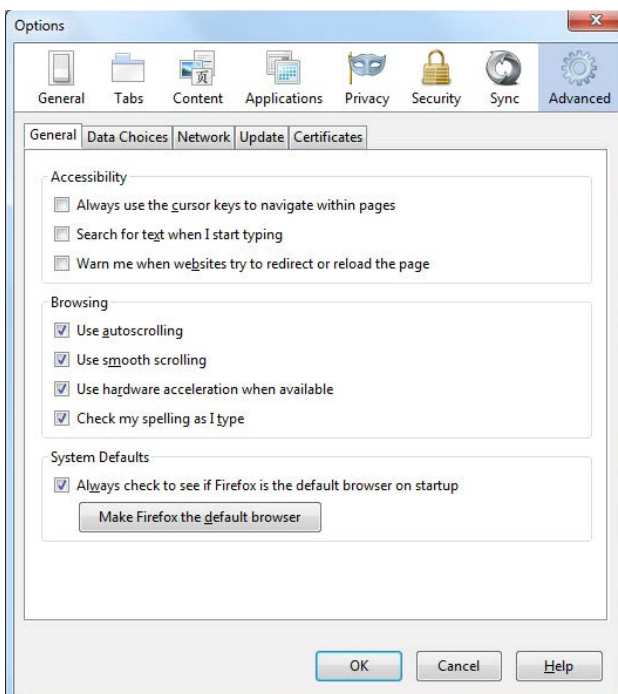 Options
General Tabs Content Applications Privacy Security Sync Advanced
General Data Choices Network Update Certificates
Accessibility
Always use the cursor keys to navigate within pages
Search for text when I start typing
Warn me when websites try to redirect or reload the page
Browsing
Use autoscrolling
Use smooth scrolling
Use hardware acceleration when available
Check my spelling as I type
System Defaults
Always check to see if Firefox is the default browser on startup
Make Firefox the default browser
OK Cancel Help